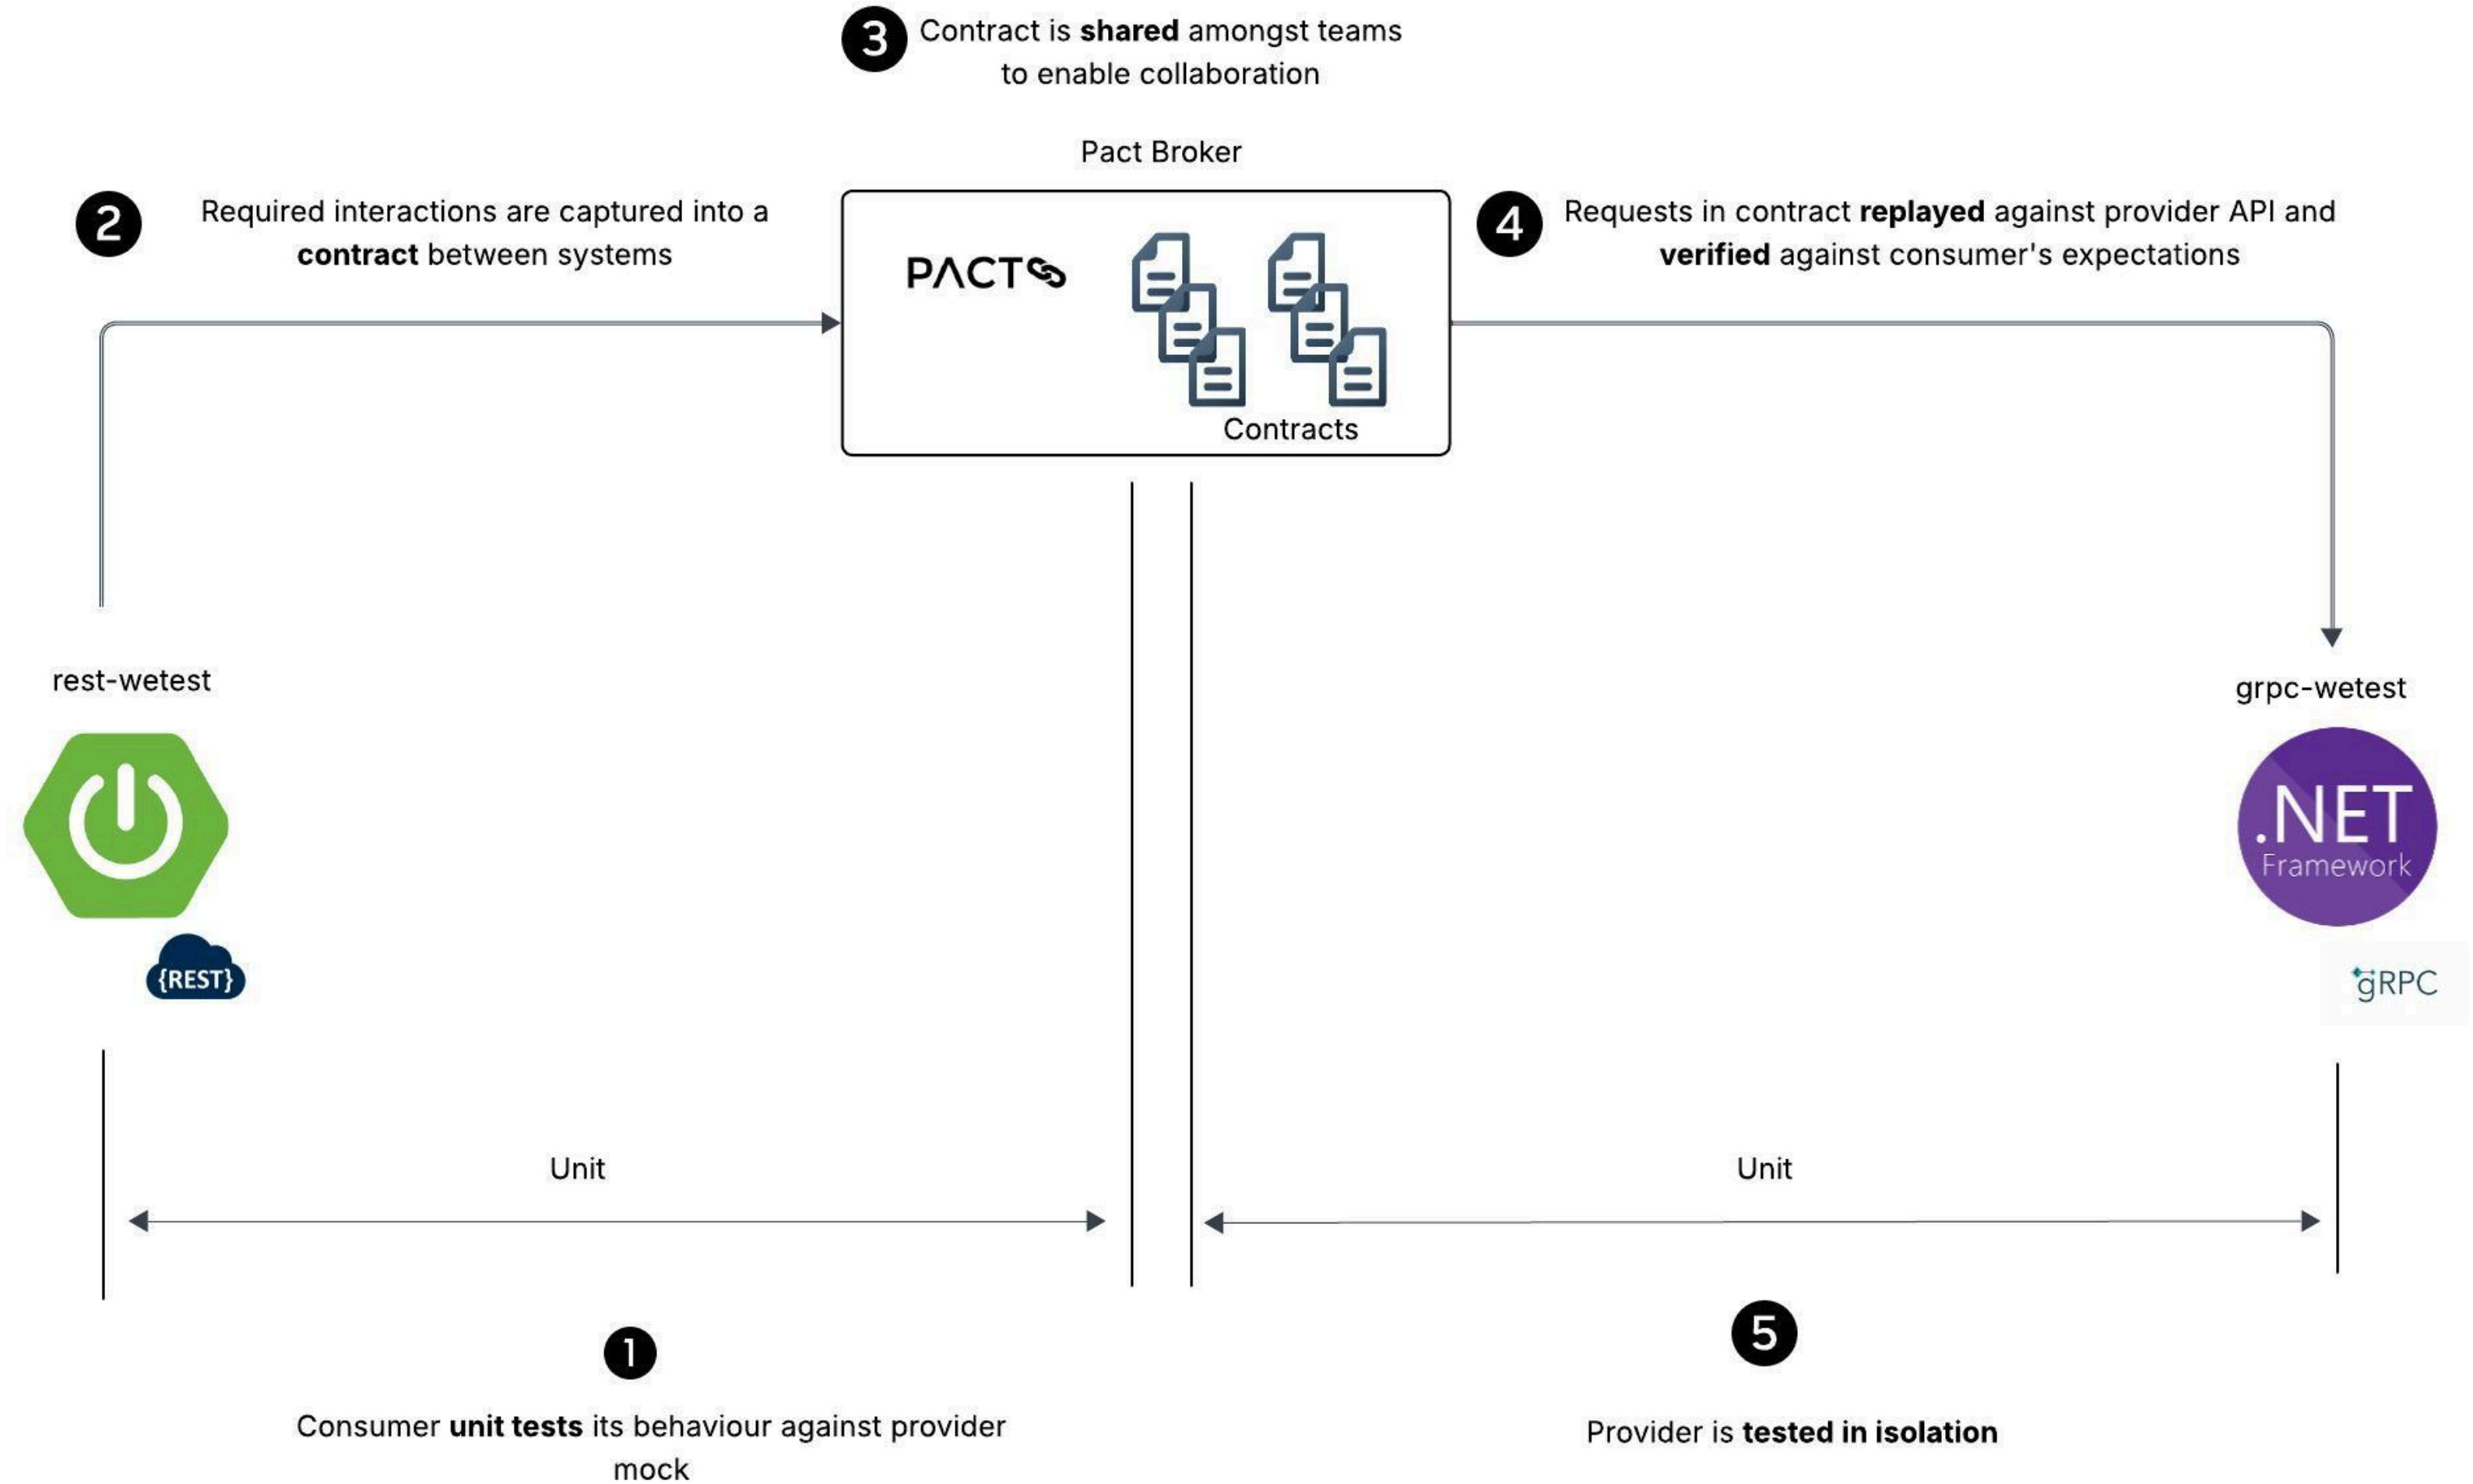 3
Contract is shared amongst teams
to enable collaboration
Pact Broker
2
Required interactions are captured into a
contract between systems
PACT
Contracts
4
Requests in contract replayed against provider API and
verified against consumer's expectations
rest-wetest
{REST}
grpc-wetest
.NET
Framework
gRPC
Unit
Unit
1
Consumer unit tests its behaviour against provider
mock
5
Provider is tested in isolation